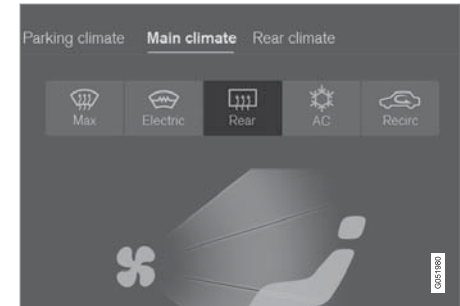 Parking climate Main climate Rear climate
Max Electric Rear AC Recirc
G051980